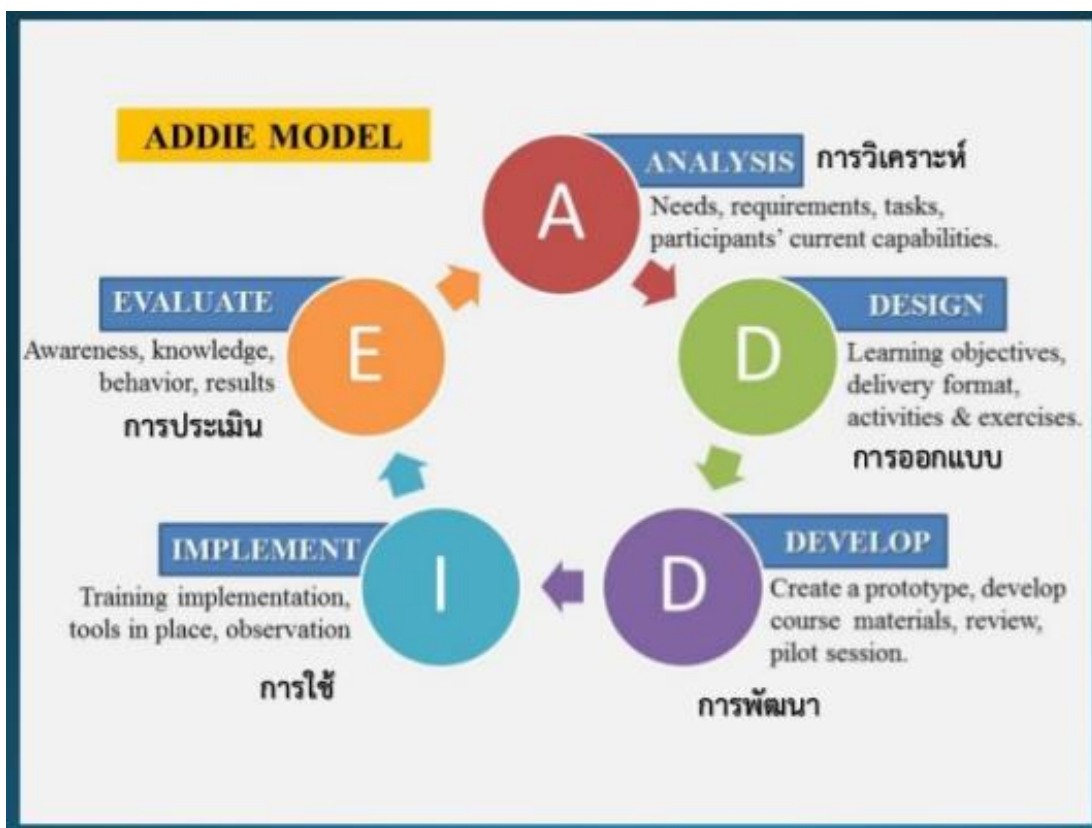 ADDIE MODEL
A
ANALYSIS การวิเคราะห์
Needs, requirements, tasks,
participants' current capabilities.
D
DESIGN
Learning objectives,
delivery format,
activities & exercises.
การออกแบบ
D
DEVELOP
Create a prototype, develop
course materials, review,
pilot session.
การพัฒนา
I
IMPLEMENT
Training implementation,
tools in place, observation
การใช้
E
EVALUATE
Awareness, knowledge,
behavior, results
การประเมิน